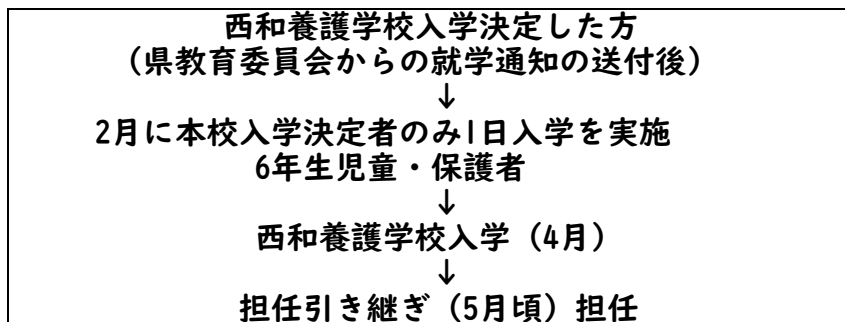 西和養護学校入学決定した方
（県教育委員会からの就学通知の送付後）
↓
2月に本校入学決定者のみ1日入学を実施
6年生児童・保護者
↓
西和養護学校入学（4月）
↓
担任引き継ぎ（5月頃）担任